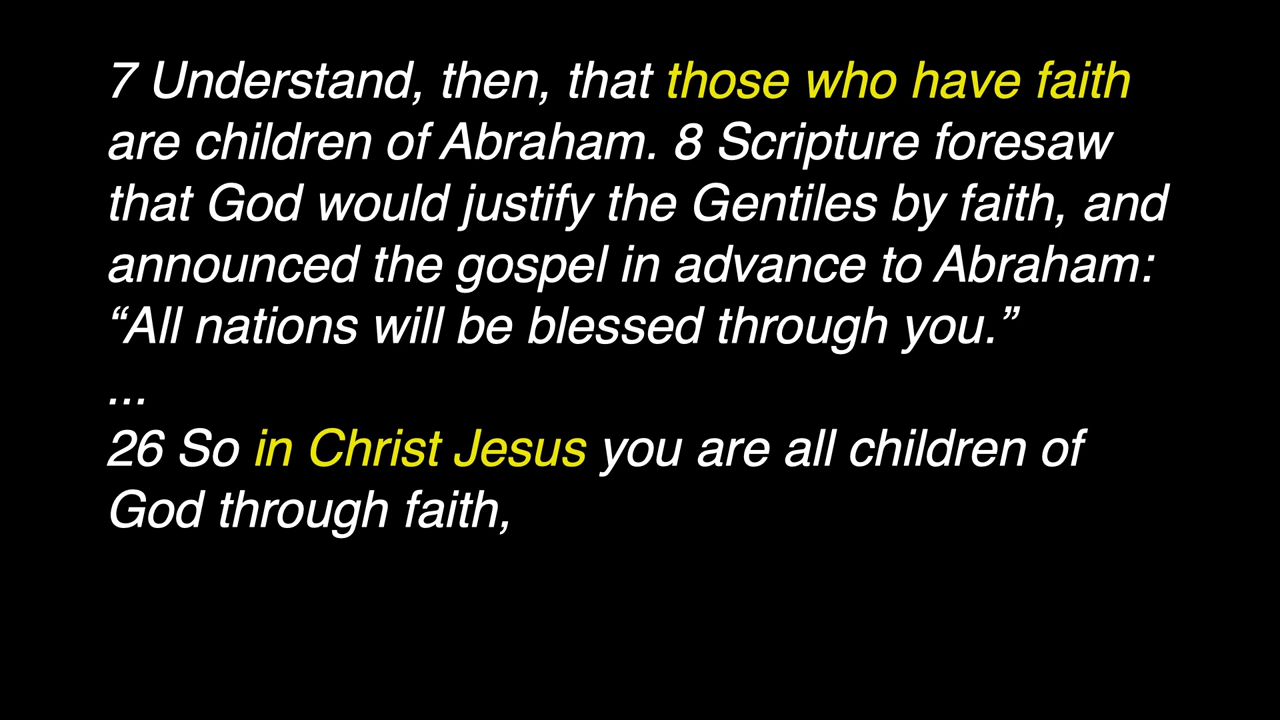 7 Understand, then, that those who have faith
are children of Abraham. 8 Scripture foresaw
that God would justify the Gentiles by faith, and
announced the gospel in advance to Abraham:
“All nations will be blessed through you.”
...
26 So in Christ Jesus you are all children of
God through faith,